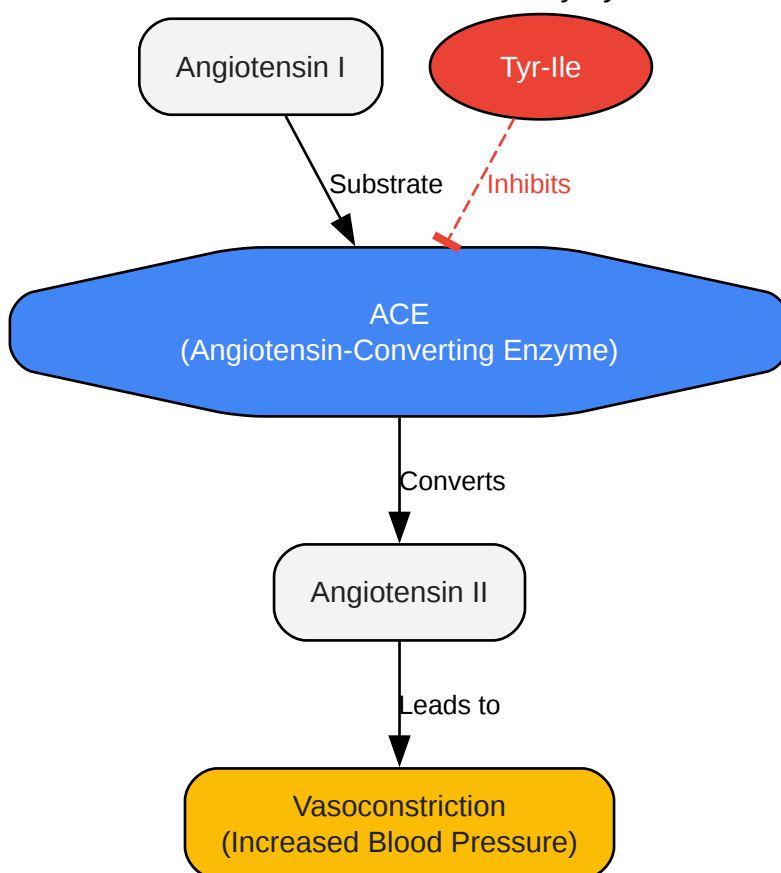 Angiotensin I
Tyr-Ile
Substrate
Inhibits
ACE
(Angiotensin-Converting Enzyme)
Converts
Angiotensin II
Leads to
Vasoconstriction
(Increased Blood Pressure)